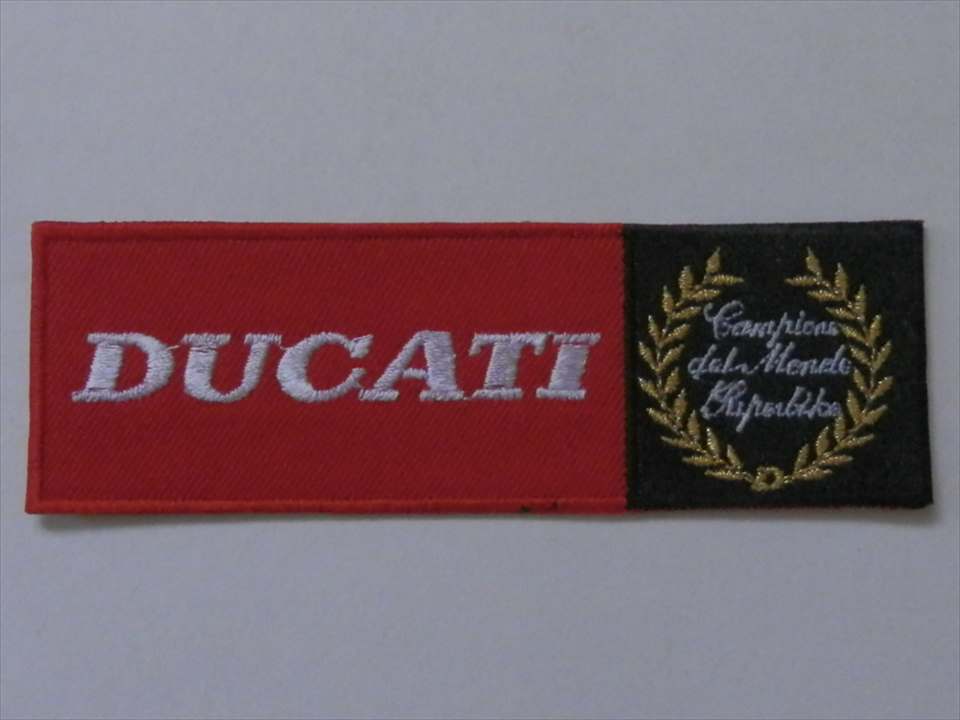 DUCATI
Campione
del Mondo
Superbike